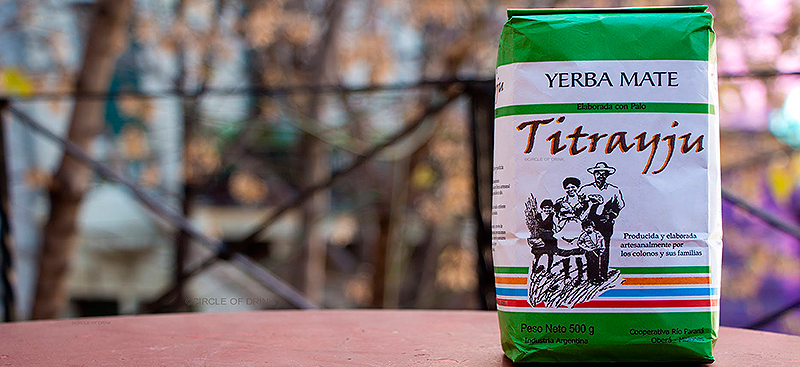 YERBA MATE
Elaborada con Palo
Titrayju
©CIRCLE OF DRINK
Producida y elaborada
artesanalmente por
los colonos y sus familias
©CIRCLE OF DRINK
Peso Neto 500 g
Industria Argentina
Cooperativa Río Paraná
Oberá - Misiones